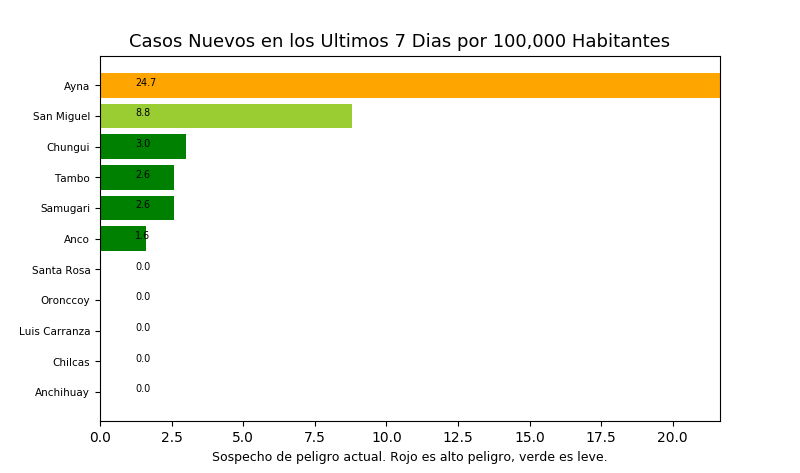 Casos Nuevos en los Ultimos 7 Dias por 100,000 Habitantes
Ayna 24.7
San Miguel 8.8
Chungui 3.0
Tambo 2.6
Samugari 2.6
Anco 1.6
Santa Rosa 0.0
Oronccoy 0.0
Luis Carranza 0.0
Chilcas 0.0
Anchihuay 0.0
0.0 2.5 5.0 7.5 10.0 12.5 15.0 17.5 20.0
Sospecho de peligro actual. Rojo es alto peligro, verde es leve.